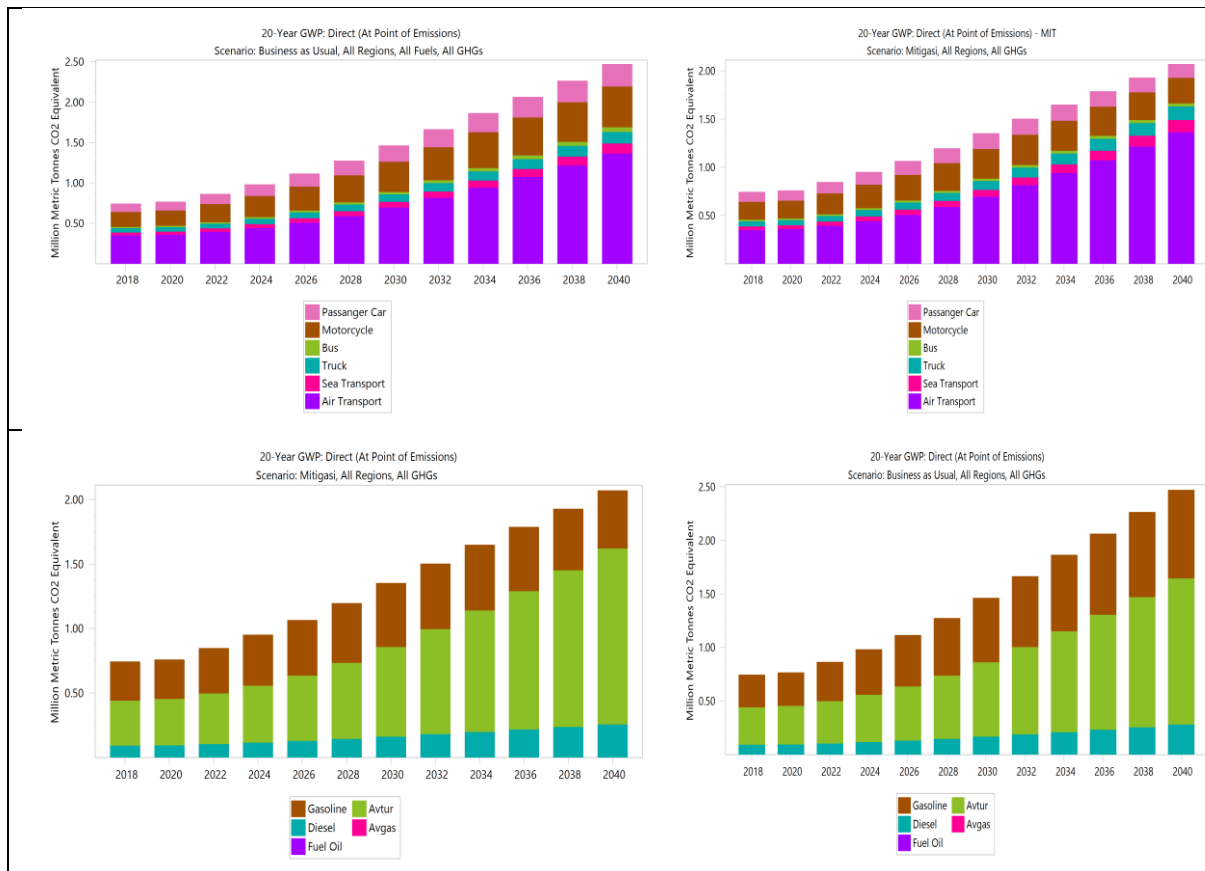 20-Year GWP: Direct (At Point of Emissions)
Scenario: Business as Usual, All Regions, All Fuels, All GHGs
Million Metric Tonnes CO2 Equivalent
2.50
2.00
1.50
1.00
0.50
2018 2020 2022 2024 2026 2028 2030 2032 2034 2036 2038 2040
Passanger Car
Motorcycle
Bus
Truck
Sea Transport
Air Transport
20-Year GWP: Direct (At Point of Emissions) - MIT
Scenario: Mitigasi, All Regions, All GHGs
Million Metric Tonnes CO2 Equivalent
2.00
1.50
1.00
0.50
2018 2020 2022 2024 2026 2028 2030 2032 2034 2036 2038 2040
Passanger Car
Motorcycle
Bus
Truck
Sea Transport
Air Transport
20-Year GWP: Direct (At Point of Emissions)
Scenario: Mitigasi, All Regions, All GHGs
Million Metric Tonnes CO2 Equivalent
2.00
1.50
1.00
0.50
2018 2020 2022 2024 2026 2028 2030 2032 2034 2036 2038 2040
Gasoline Avtur
Diesel Avgas
Fuel Oil
20-Year GWP: Direct (At Point of Emissions)
Scenario: Business as Usual, All Regions, All GHGs
Million Metric Tonnes CO2 Equivalent
2.50
2.00
1.50
1.00
0.50
2018 2020 2022 2024 2026 2028 2030 2032 2034 2036 2038 2040
Gasoline Avtur
Diesel Avgas
Fuel Oil